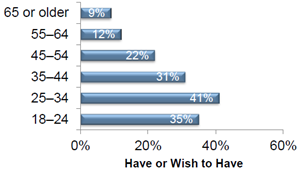 65 or older 9%
55–64 12%
45–54 22%
35–44 31%
25–34 41%
18–24 35%
0% 20% 40% 60%
Have or Wish to Have